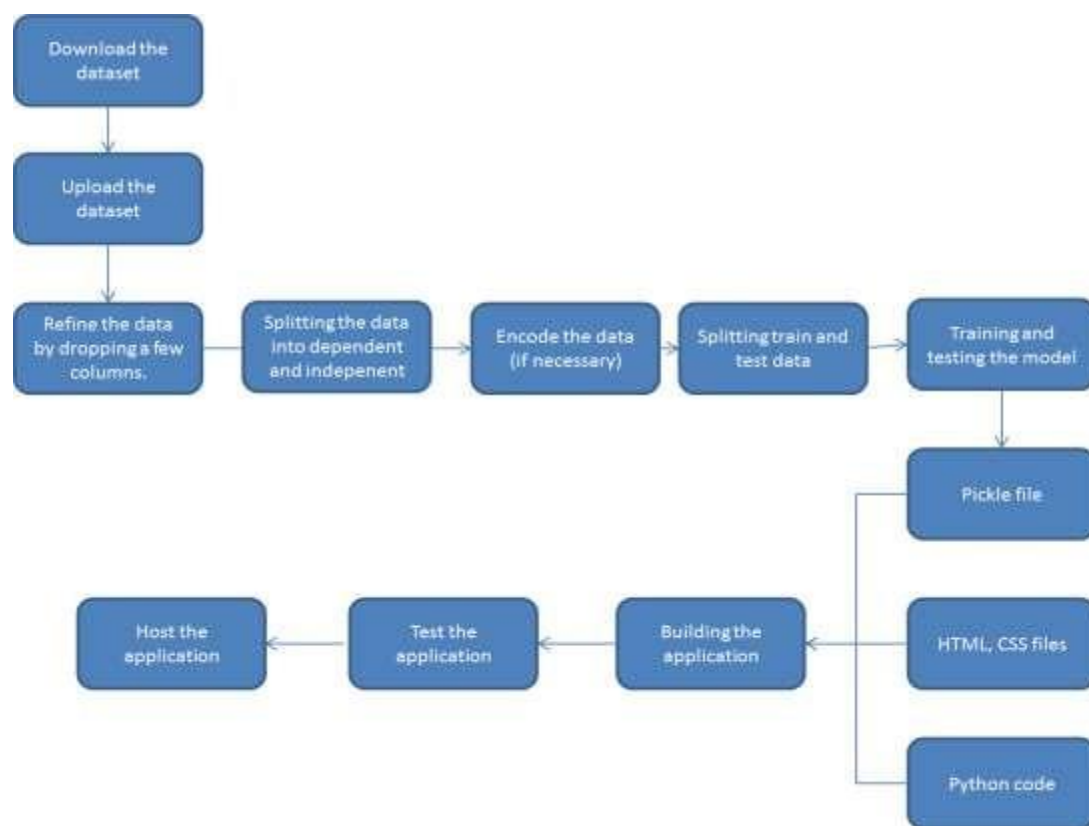 Download the
dataset
Upload the
dataset
Refine the data
by dropping a few
columns.
Splitting the data
into dependent
and indepenent
Encode the data
(if necessary)
Splitting train and
test data
Training and
testing the model
Pickle file
HTML, CSS files
Python code
Building the
application
Test the
application
Host the
application